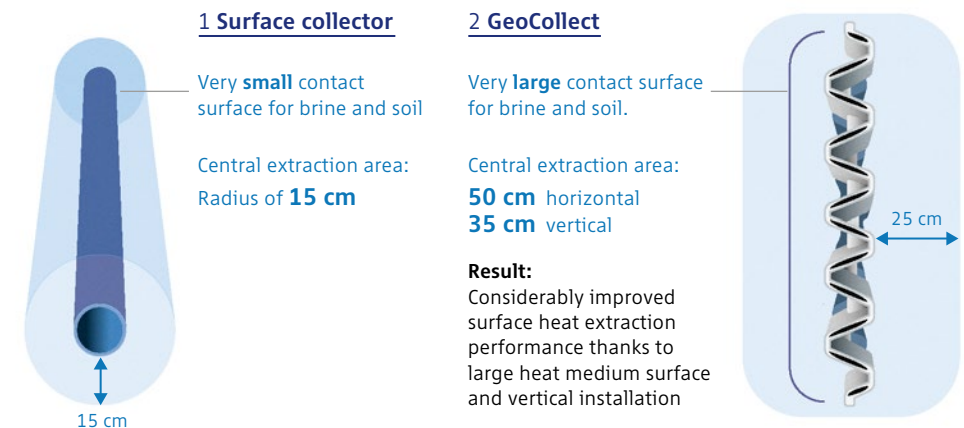 1 Surface collector
Very small contact
surface for brine and soil
Central extraction area:
Radius of 15 cm
15 cm
2 GeoCollect
Very large contact surface
for brine and soil.
Central extraction area:
50 cm horizontal
35 cm vertical
Result:
Considerably improved
surface heat extraction
performance thanks to
large heat medium surface
and vertical installation
25 cm